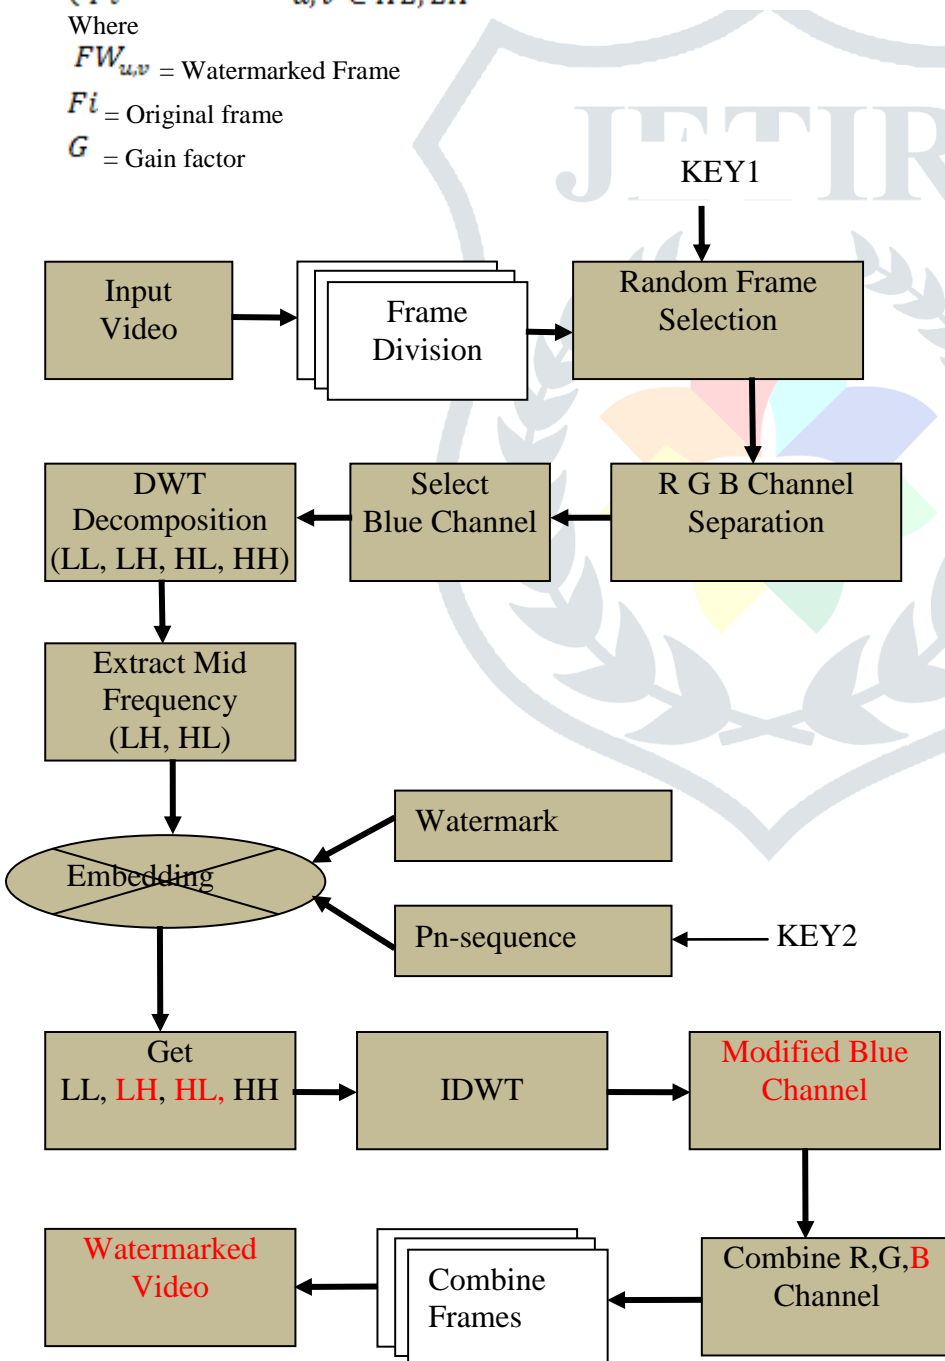 Where
FWu,v = Watermarked Frame
Fi = Original frame
G = Gain factor
JETIR
KEY1
Input
Video
Frame
Division
Random Frame
Selection
DWT
Decomposition
(LL, LH, HL, HH)
Select
Blue Channel
R G B Channel
Separation
Extract Mid
Frequency
(LH, HL)
Watermark
Embedding
Pn-sequence
KEY2
Get
LL, LH, HL, HH
IDWT
Modified Blue
Channel
Watermarked
Video
Combine
Frames
Combine R,G,B
Channel